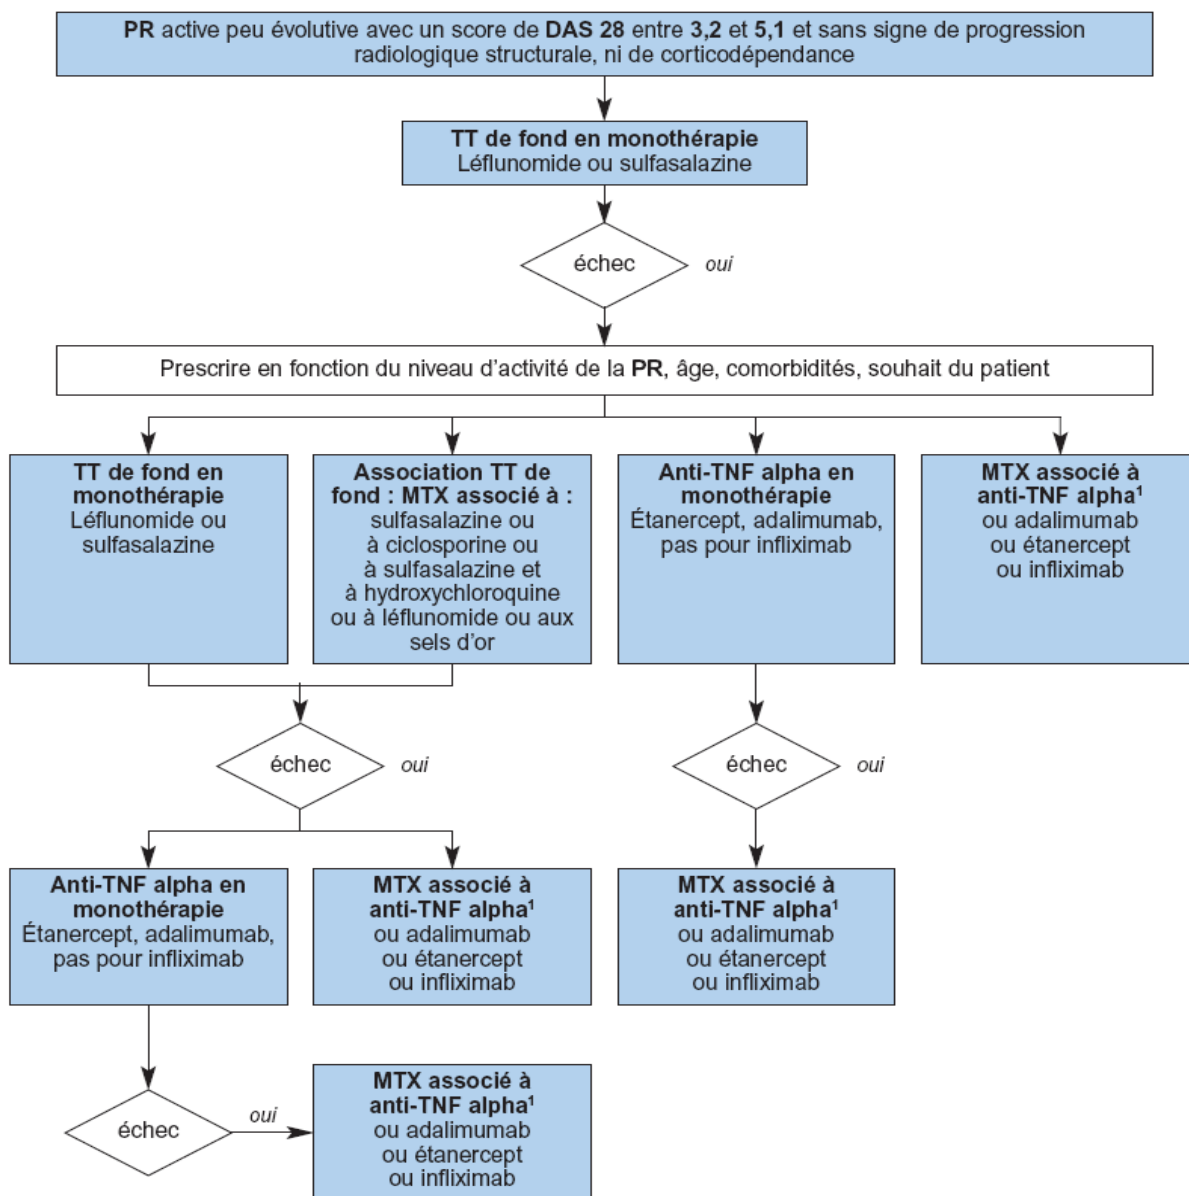 PR active peu évolutive avec un score de DAS 28 entre 3,2 et 5,1 et sans signe de progression
radiologique structurale, ni de corticodépendance
TT de fond en monothérapie
Léflunomide ou sulfasalazine
échec
oui
Prescrire en fonction du niveau d’activité de la PR, âge, comorbidités, souhait du patient
TT de fond en
monothérapie
Léflunomide ou
sulfasalazine
Association TT de
fond : MTX associé à :
sulfasalazine ou
à ciclosporine ou
à sulfasalazine et
à hydroxychloroquine
ou à léflunomide ou aux
sels d’or
Anti-TNF alpha en
monothérapie
Étanercept, adalimumab,
pas pour infliximab
MTX associé à
anti-TNF alpha¹
ou adalimumab
ou étanercept
ou infliximab
échec
oui
échec
oui
Anti-TNF alpha en
monothérapie
Étanercept, adalimumab,
pas pour infliximab
MTX associé à
anti-TNF alpha¹
ou adalimumab
ou étanercept
ou infliximab
MTX associé à
anti-TNF alpha¹
ou adalimumab
ou étanercept
ou infliximab
échec
oui
MTX associé à
anti-TNF alpha¹
ou adalimumab
ou étanercept
ou infliximab